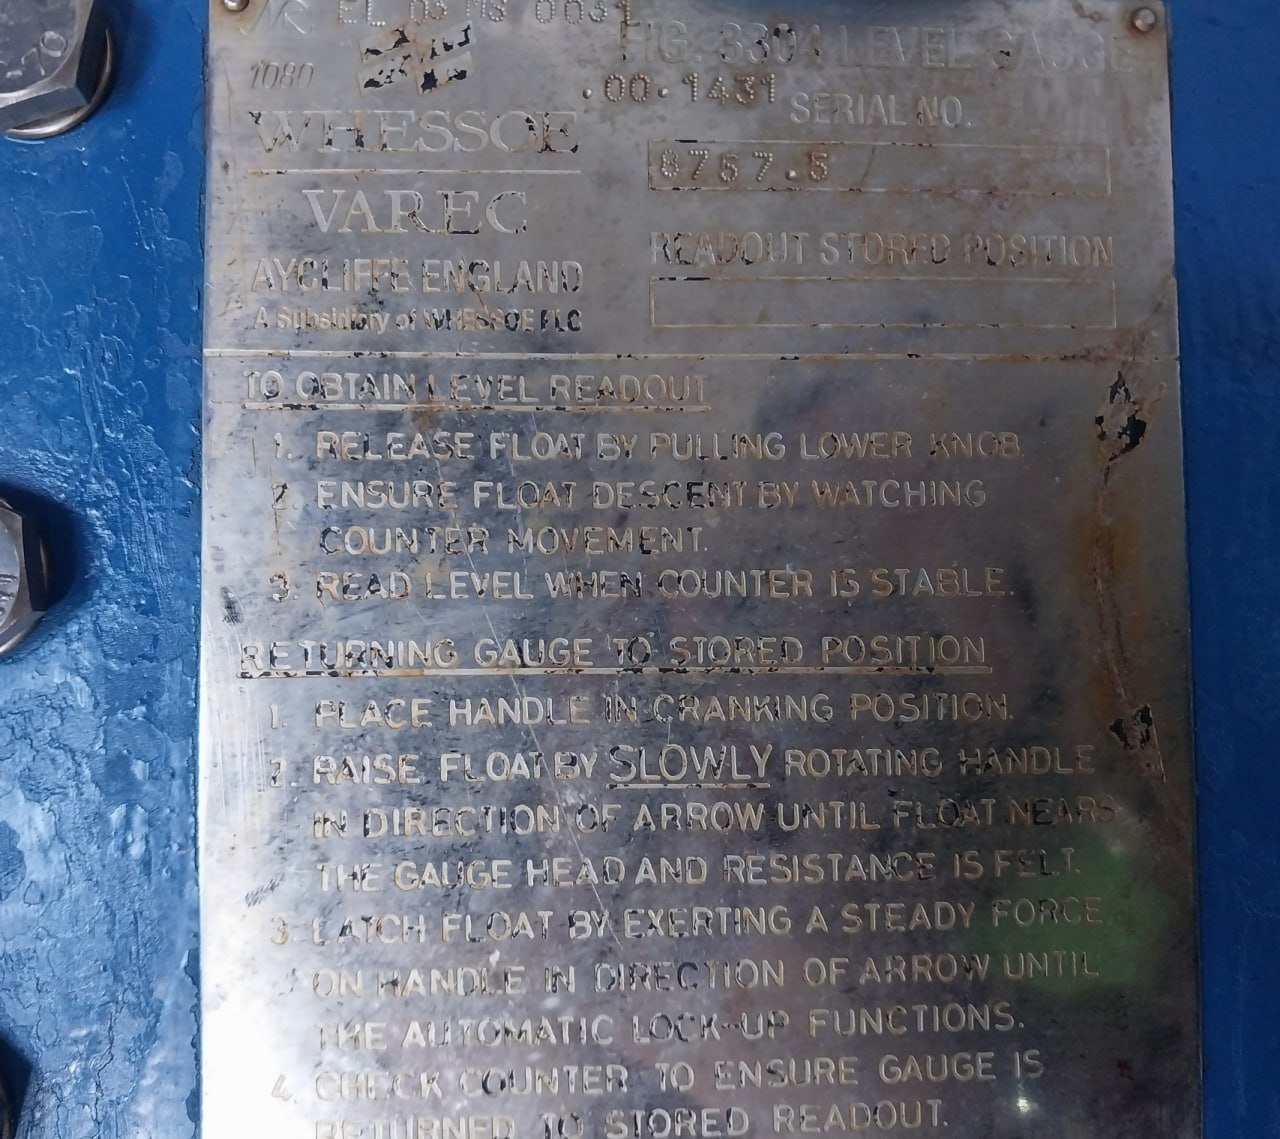 FIG. 3304 LEVEL GAUGE
1080
.00.1431
SERIAL NO.
WHESSOE
8757.5
VAREC
READOUT STORED POSITION
AYCLIFFE ENGLAND
A Subsidiary of WHESSOE PLC
TO OBTAIN LEVEL READOUT
1. RELEASE FLOAT BY PULLING LOWER KNOB
2. ENSURE FLOAT DESCENT BY WATCHING
COUNTER MOVEMENT.
3. READ LEVEL WHEN COUNTER IS STABLE.
RETURNING GAUGE TO STORED POSITION
1. PLACE HANDLE IN CRANKING POSITION.
2. RAISE FLOAT BY SLOWLY ROTATING HANDLE
IN DIRECTION OF ARROW UNTIL FLOAT NEARS
THE GAUGE HEAD AND RESISTANCE IS FELT.
3. LATCH FLOAT BY EXERTING A STEADY FORCE
ON HANDLE IN DIRECTION OF ARROW UNTIL
THE AUTOMATIC LOCK-UP FUNCTIONS.
4. CHECK COUNTER TO ENSURE GAUGE IS
RETURNED TO STORED READOUT.